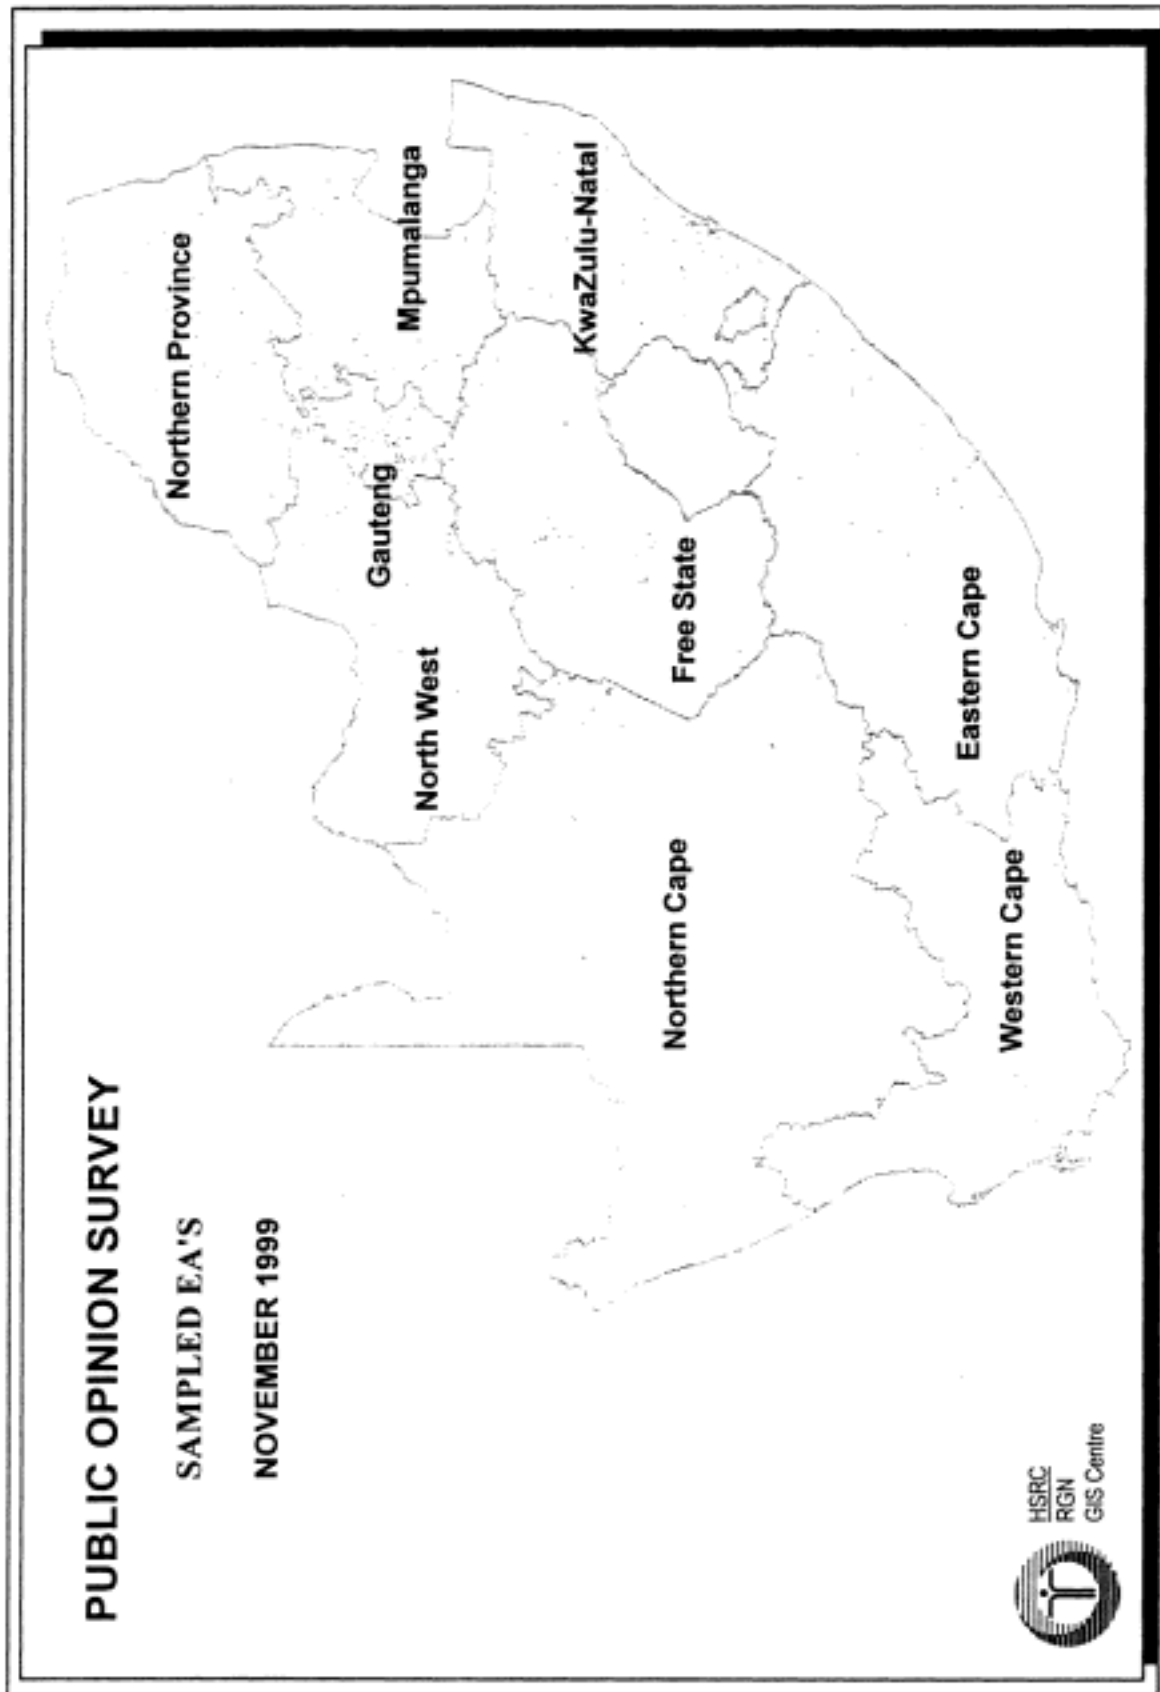 PUBLIC OPINION SURVEY
SAMPLED EA'S
NOVEMBER 1999
Northern Province
Mpumalanga
Gauteng
North West
KwaZulu-Natal
Free State
Northern Cape
Eastern Cape
Western Cape
HSRC
RGN
GIS Centre